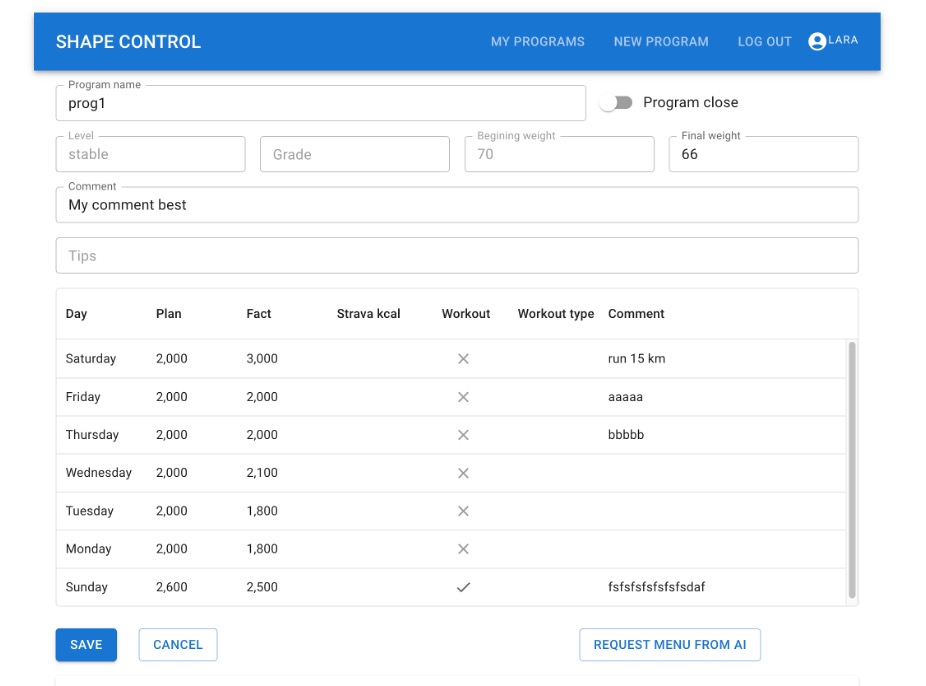 SHAPE CONTROL MY PROGRAMS NEW PROGRAM LOG OUT LARA
Program name
prog1 Program close
Level Begining weight Final weight
stable Grade 70 66
Comment
My comment best
Tips
Day Plan Fact Strava kcal Workout Workout type Comment
Saturday 2,000 3,000 run 15 km
Friday 2,000 2,000 aaaaa
Thursday 2,000 2,000 bbbbb
Wednesday 2,000 2,100
Tuesday 2,000 1,800
Monday 2,000 1,800
Sunday 2,600 2,500 fsfsfsfsfsfsfsdaf
SAVE CANCEL REQUEST MENU FROM AI